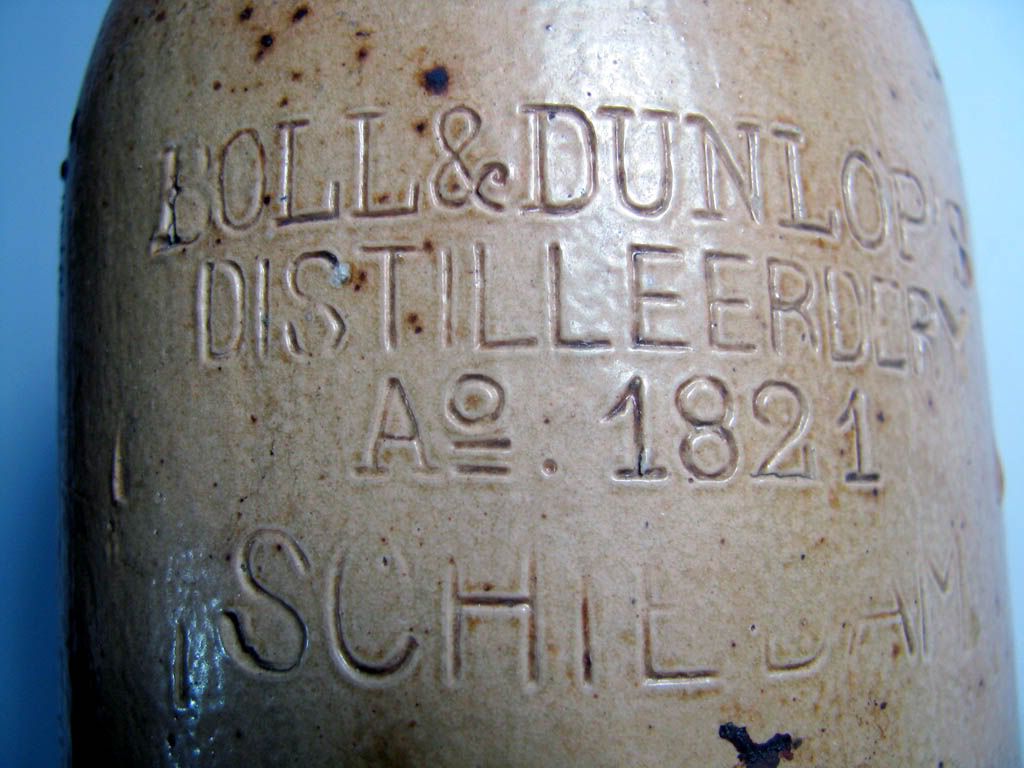 BOLL & DUNLOP'S
DISTILLEERDERY
Aº. 1821
SCHIEDAM